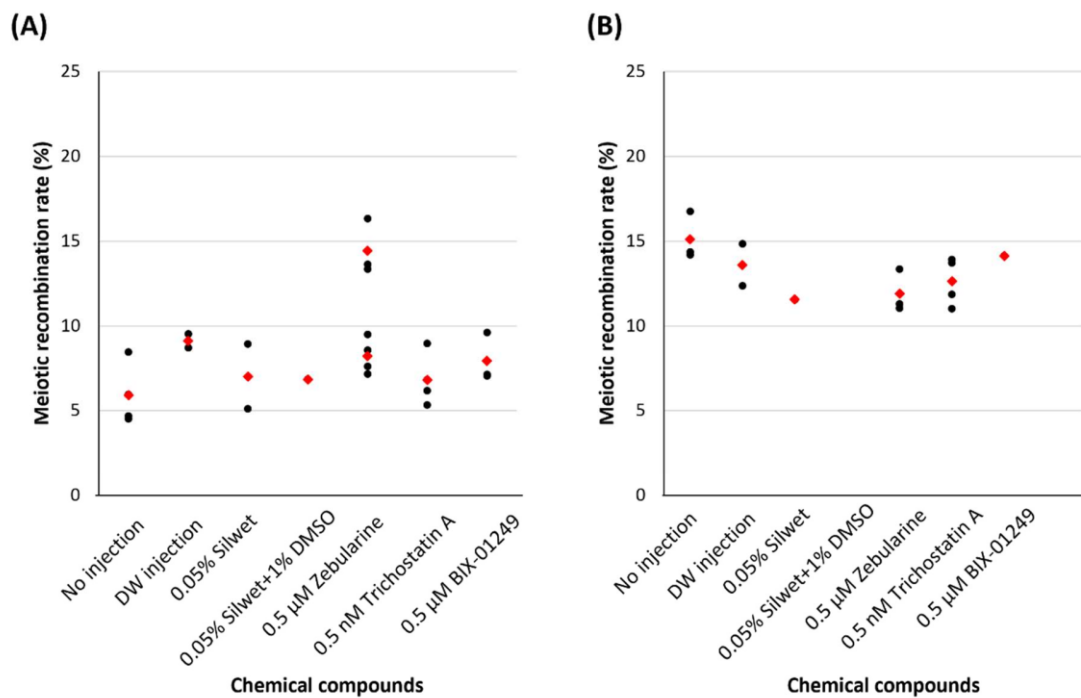 (A)
Meiotic recombination rate (%)
25
20
15
10
5
0
No injection
DW injection
0.05% Silwet
0.05% Silwet+1% DMSO
0.5 µM Zebularine
0.5 nM Trichostatin A
0.5 µM BIX-01249
Chemical compounds
(B)
Meiotic recombination rate (%)
25
20
15
10
5
0
No injection
DW injection
0.05% Silwet
0.05% Silwet+1% DMSO
0.5 µM Zebularine
0.5 nM Trichostatin A
0.5 µM BIX-01249
Chemical compounds